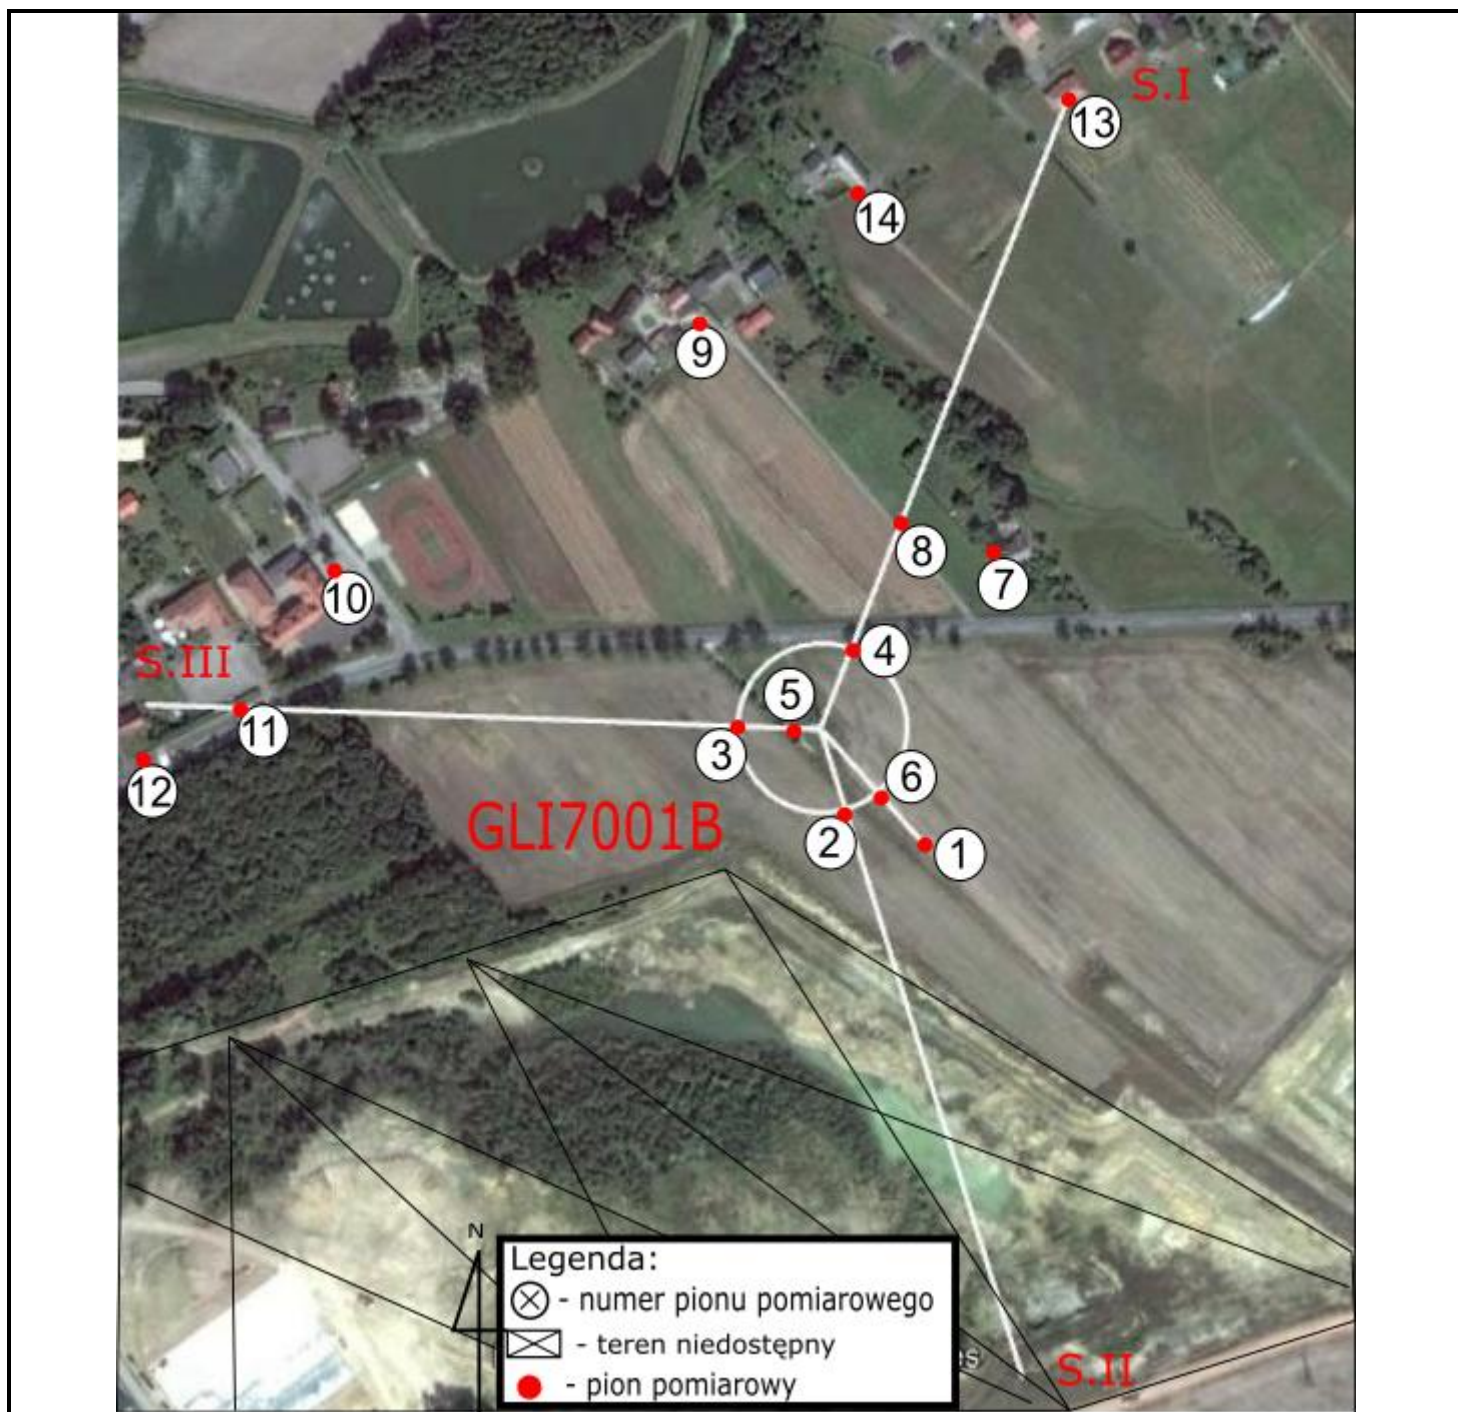 S.I
13
14
9
8
7
10
4
S.III
5
11
3
12
6
GLI7001B
2
1
N
Legenda:
- numer pionu pomiarowego
- teren niedostępny
- pion pomiarowy
es
S.II